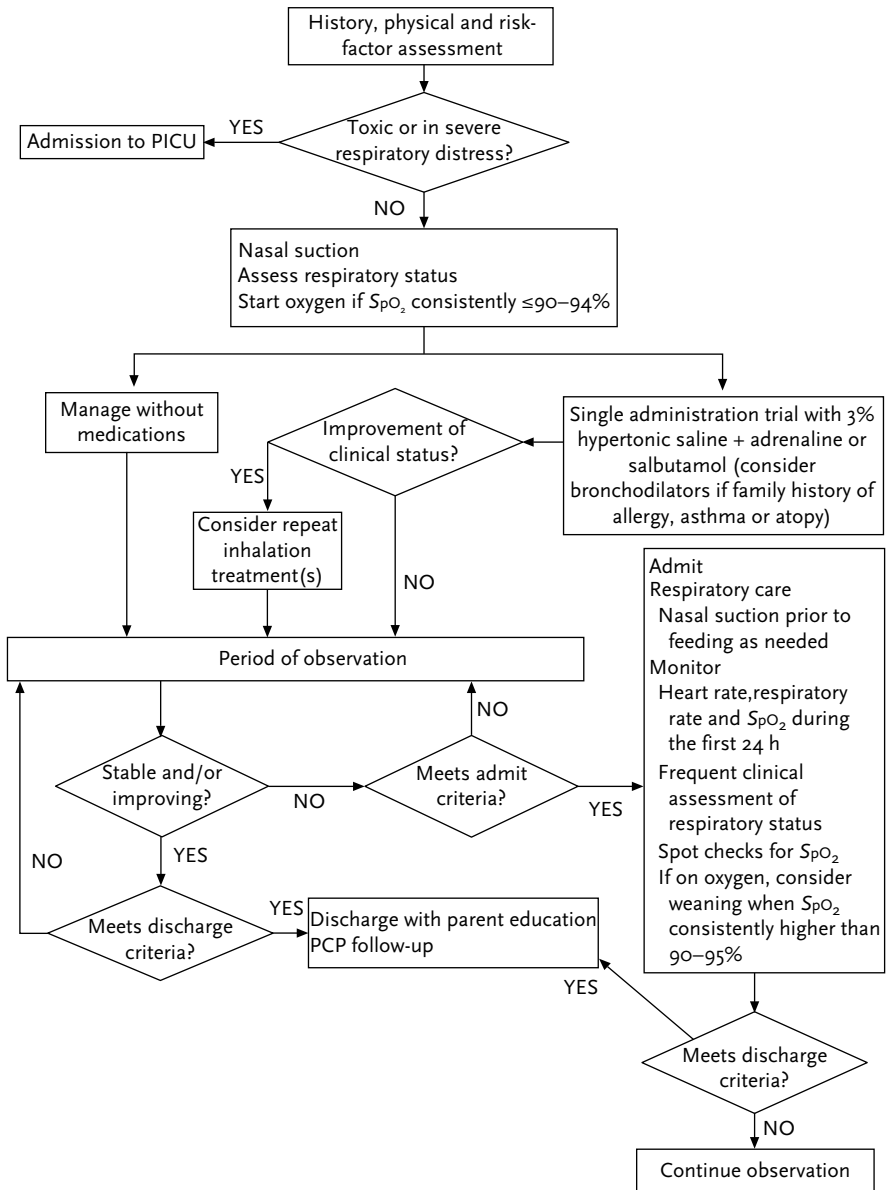 History, physical and risk-
factor assessment
Toxic or in severe
respiratory distress?
YES
Admission to PICU
NO
Nasal suction
Assess respiratory status
Start oxygen if SpO₂ consistently ≤90–94%
Manage without
medications
Improvement of
clinical status?
Single administration trial with 3%
hypertonic saline + adrenaline or
salbutamol (consider
bronchodilators if family history of
allergy, asthma or atopy)
YES
Consider repeat
inhalation
treatment(s)
NO
Period of observation
Stable and/or
improving?
NO
Meets admit
criteria?
NO
YES
Admit
Respiratory care
Nasal suction prior to
feeding as needed
Monitor
Heart rate,respiratory
rate and SpO₂ during
the first 24 h
Frequent clinical
assessment of
respiratory status
Spot checks for SpO₂
If on oxygen, consider
weaning when SpO₂
consistently higher than
90–95%
YES
NO
Meets discharge
criteria?
YES
Discharge with parent education
PCP follow-up
YES
Meets discharge
criteria?
NO
Continue observation